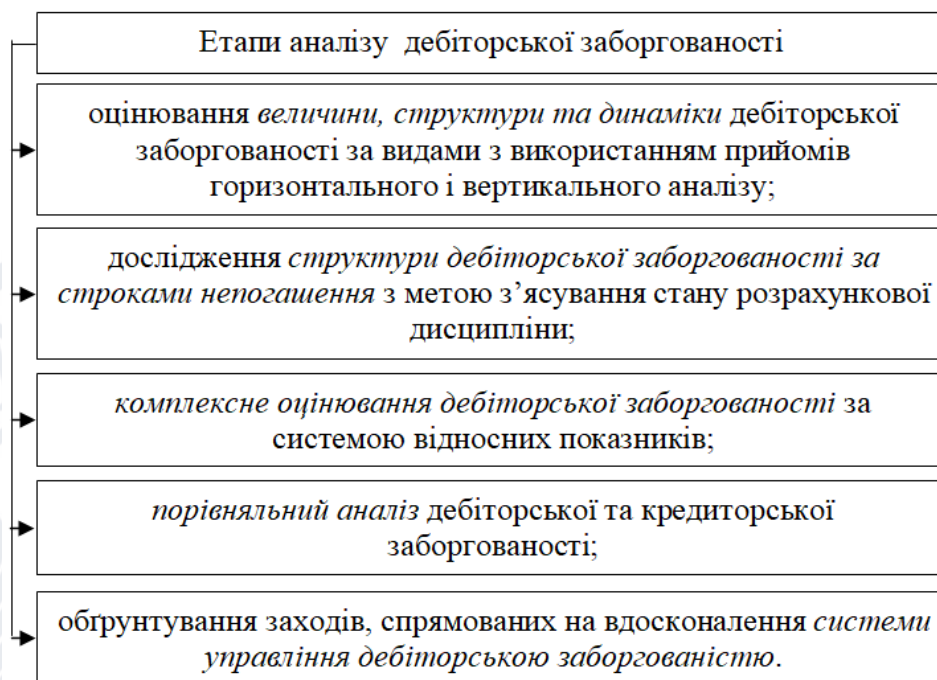 Етапи аналізу дебіторської заборгованості
оцінювання величини, структури та динаміки дебіторської
заборгованості за видами з використанням прийомів
горизонтального і вертикального аналізу;
дослідження структури дебіторської заборгованості за
строками непогашення з метою з’ясування стану розрахункової
дисципліни;
комплексне оцінювання дебіторської заборгованості за
системою відносних показників;
порівняльний аналіз дебіторської та кредиторської
заборгованості;
обґрунтування заходів, спрямованих на вдосконалення системи
управління дебіторською заборгованістю.